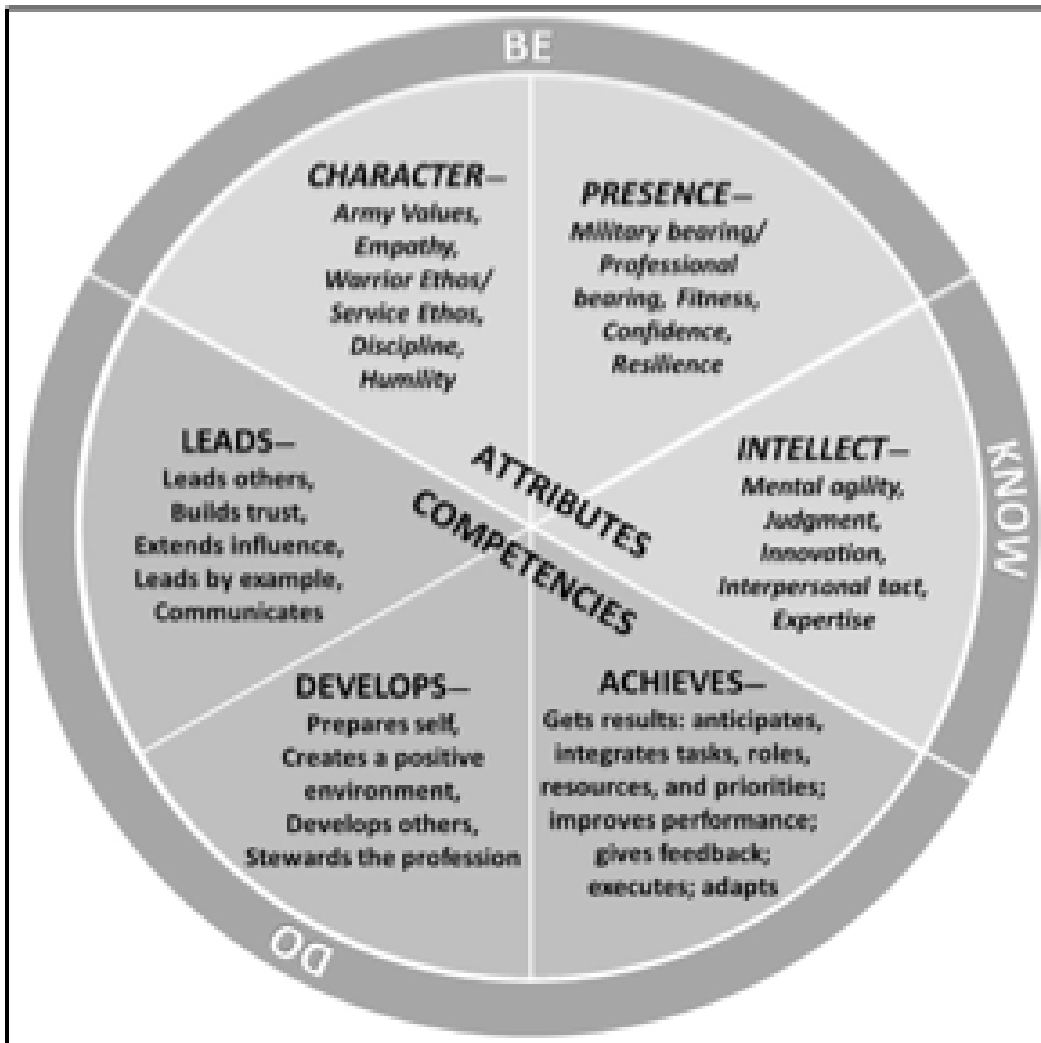 BE
CHARACTER—
Army Values,
Empathy,
Warrior Ethos/
Service Ethos,
Discipline,
Humility
PRESENCE—
Military bearing/
Professional
bearing, Fitness,
Confidence,
Resilience
KNOW
INTELLECT—
Mental agility,
Judgment,
Innovation,
Interpersonal tact,
Expertise
ATTRIBUTES
COMPETENCIES
LEADS—
Leads others,
Builds trust,
Extends influence,
Leads by example,
Communicates
DEVELOPS—
Prepares self,
Creates a positive
environment,
Develops others,
Stewards the profession
ACHIEVES—
Gets results: anticipates,
integrates tasks, roles,
resources, and priorities;
improves performance;
gives feedback;
executes; adapts
DO